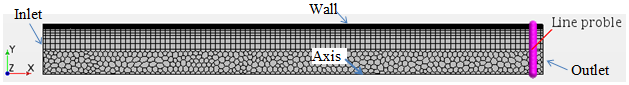 Wall
Inlet
Line proble
Axis
Outlet
Y
Z
X